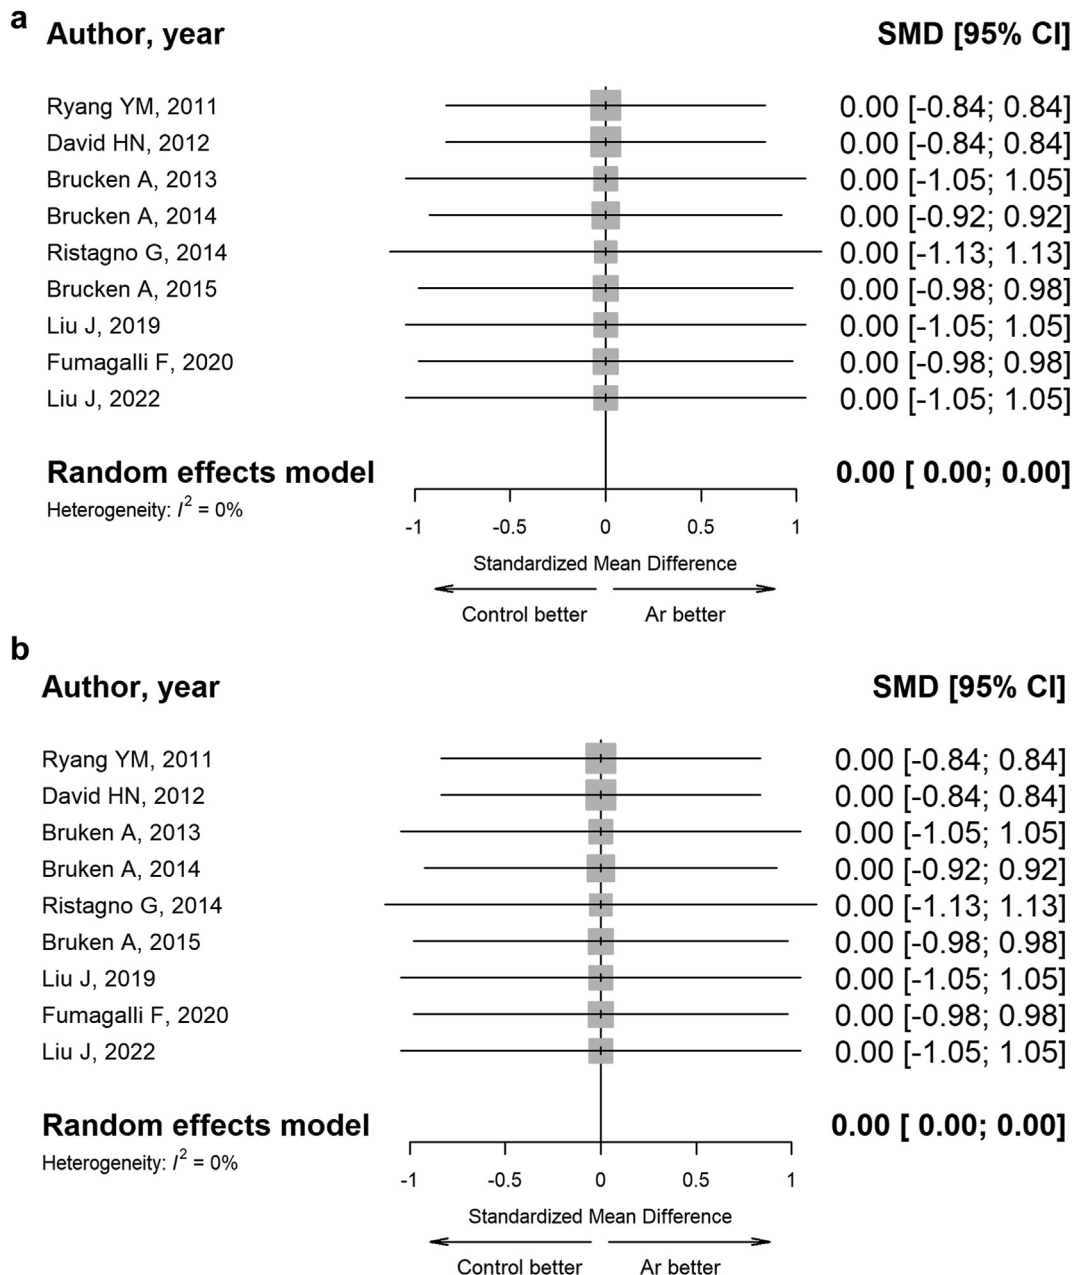 a
Author, year SMD [95% CI]
Ryang YM, 2011 0.00 [-0.84; 0.84]
David HN, 2012 0.00 [-0.84; 0.84]
Brucken A, 2013 0.00 [-1.05; 1.05]
Brucken A, 2014 0.00 [-0.92; 0.92]
Ristagno G, 2014 0.00 [-1.13; 1.13]
Brucken A, 2015 0.00 [-0.98; 0.98]
Liu J, 2019 0.00 [-1.05; 1.05]
Fumagalli F, 2020 0.00 [-0.98; 0.98]
Liu J, 2022 0.00 [-1.05; 1.05]
Random effects model 0.00 [ 0.00; 0.00]
Heterogeneity: I² = 0%
-1 -0.5 0 0.5 1
Standardized Mean Difference
Control better Ar better
b
Author, year SMD [95% CI]
Ryang YM, 2011 0.00 [-0.84; 0.84]
David HN, 2012 0.00 [-0.84; 0.84]
Bruken A, 2013 0.00 [-1.05; 1.05]
Bruken A, 2014 0.00 [-0.92; 0.92]
Ristagno G, 2014 0.00 [-1.13; 1.13]
Bruken A, 2015 0.00 [-0.98; 0.98]
Liu J, 2019 0.00 [-1.05; 1.05]
Fumagalli F, 2020 0.00 [-0.98; 0.98]
Liu J, 2022 0.00 [-1.05; 1.05]
Random effects model 0.00 [ 0.00; 0.00]
Heterogeneity: I² = 0%
-1 -0.5 0 0.5 1
Standardized Mean Difference
Control better Ar better